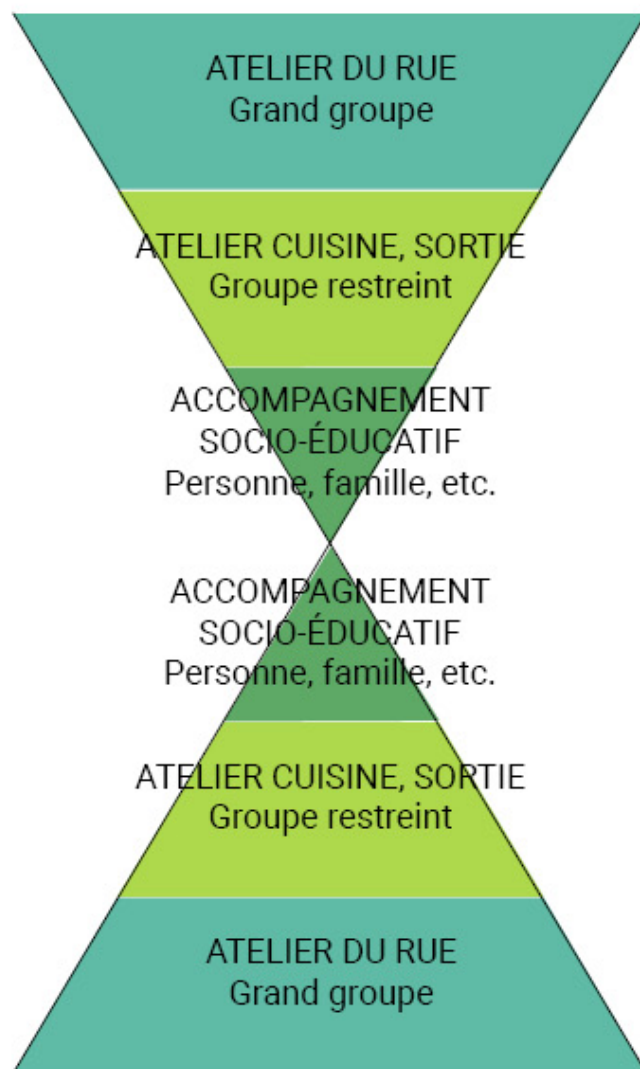 ATELIER DU RUE
Grand groupe
ATELIER CUISINE, SORTIE
Groupe restreint
ACCOMPAGNEMENT
SOCIO-ÉDUCATIF
Personne, famille, etc.
ACCOMPAGNEMENT
SOCIO-ÉDUCATIF
Personne, famille, etc.
ATELIER CUISINE, SORTIE
Groupe restreint
ATELIER DU RUE
Grand groupe